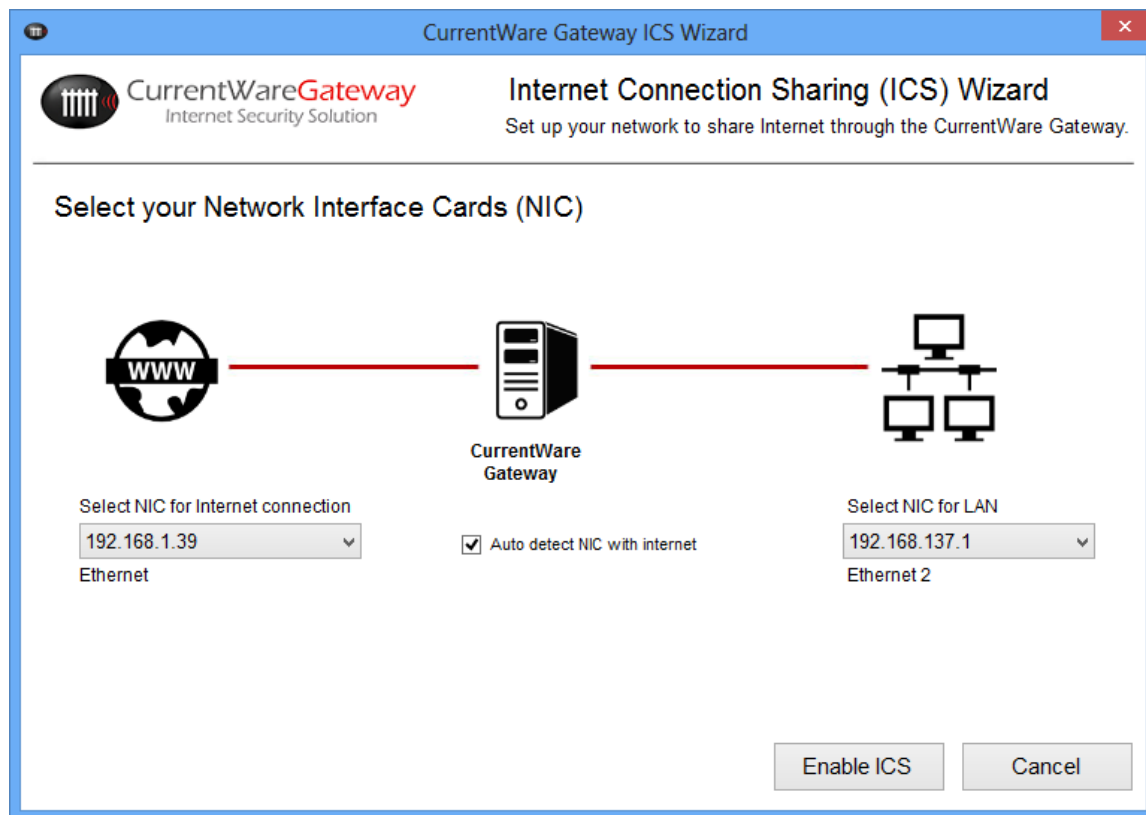 CurrentWare Gateway ICS Wizard
CurrentWareGateway
Internet Security Solution
Internet Connection Sharing (ICS) Wizard
Set up your network to share Internet through the CurrentWare Gateway.
Select your Network Interface Cards (NIC)
WWW
CurrentWare
Gateway
Select NIC for Internet connection
192.168.1.39
Ethernet
Auto detect NIC with internet
Select NIC for LAN
192.168.137.1
Ethernet 2
Enable ICS
Cancel